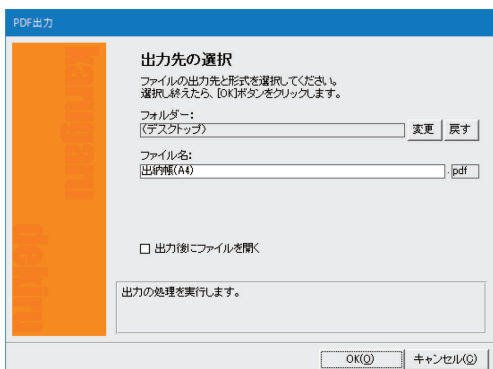 PDF出力
出力先の選択
ファイルの出力先と形式を選択してください。
選択し終えたら、[OK]ボタンをクリックします。
フォルダー:
(デスクトップ)
変更
戻す
ファイル名:
出納帳(A4)
.pdf
出力後にファイルを開く
出力の処理を実行します。
OK(O)
キャンセル(C)
karugaru
dekiru